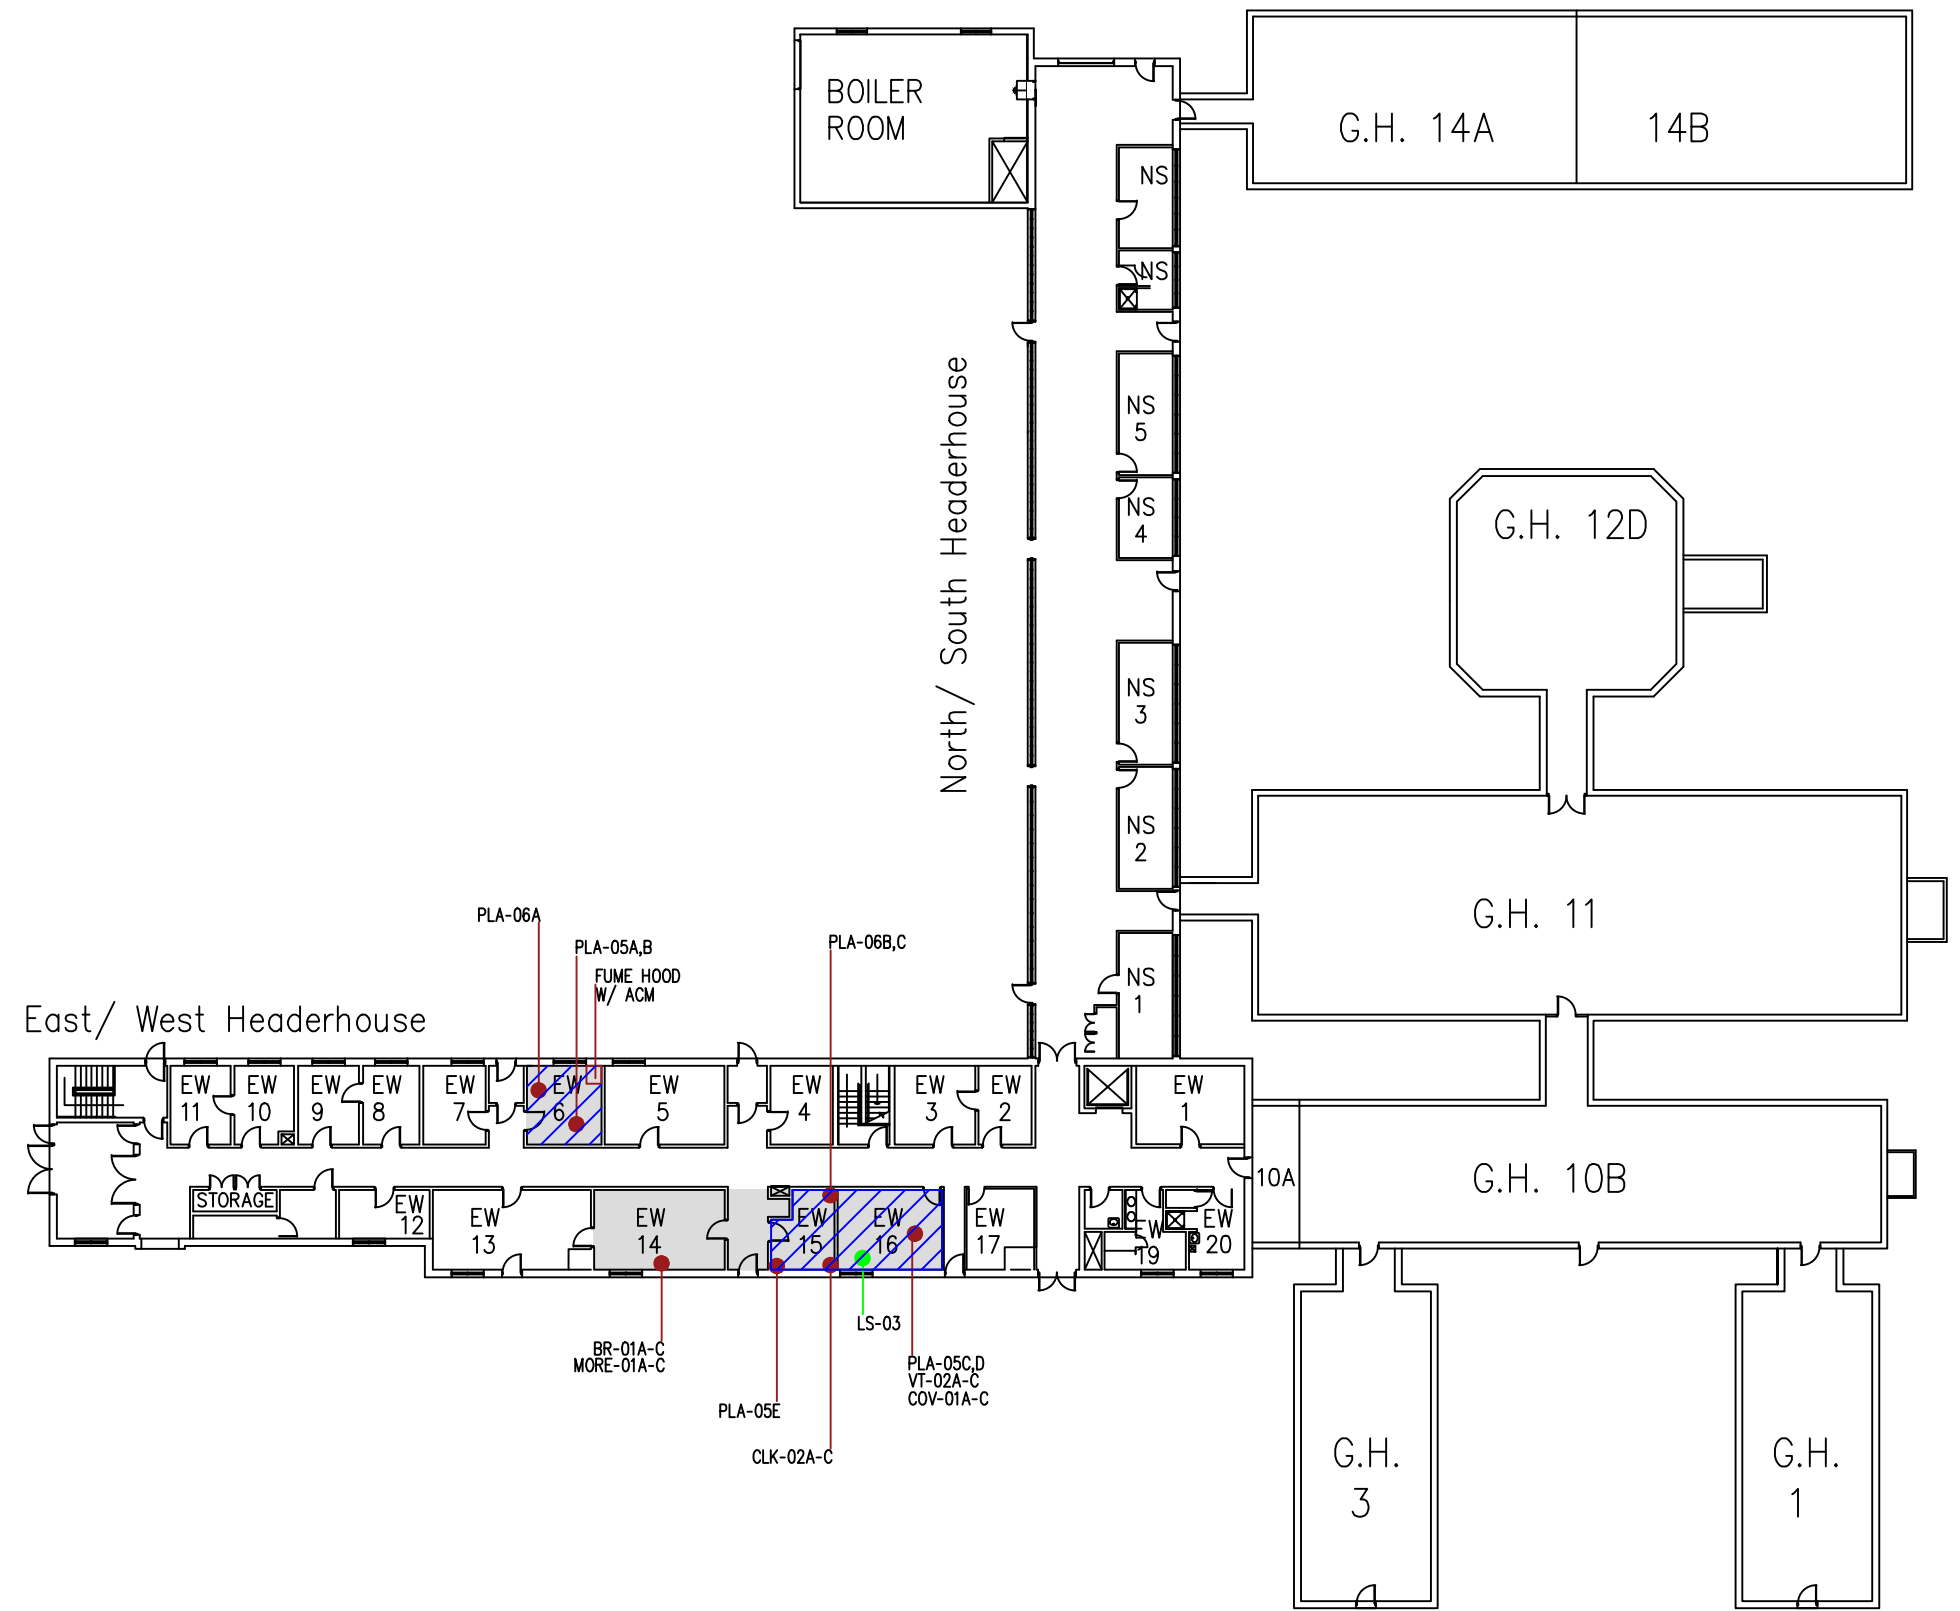 BOILER
ROOM
G.H. 14A
14B
NS
NS
North/ South Headerhouse
NS
5
NS
4
G.H. 12D
NS
3
NS
2
G.H. 11
NS
1
PLA-06A
PLA-05A,B
FUME HOOD
W/ ACM
PLA-06B,C
East/ West Headerhouse
EW
11
EW
10
EW
9
EW
8
EW
7
EW
6
EW
5
EW
4
EW
3
EW
2
EW
1
10A
G.H. 10B
STORAGE
EW
12
EW
13
EW
14
EW
15
EW
16
EW
17
EW
19
EW
20
LS-03
BR-01A-C
MORE-01A-C
PLA-05C,D
VT-02A-C
COV-01A-C
PLA-05E
CLK-02A-C
G.H.
3
G.H.
1